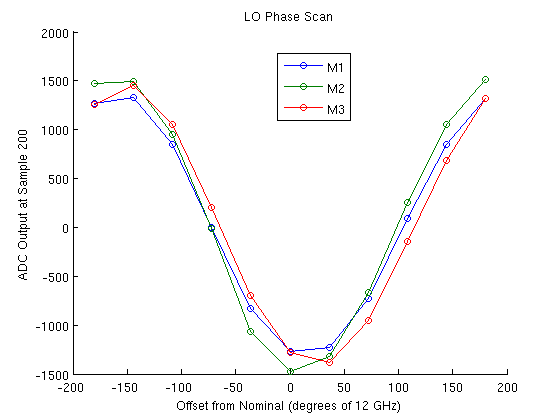 LO Phase Scan
2000
1500
1000
500
0
-500
-1000
-1500
ADC Output at Sample 200
M1
M2
M3
-200 -150 -100 -50 0 50 100 150 200
Offset from Nominal (degrees of 12 GHz)